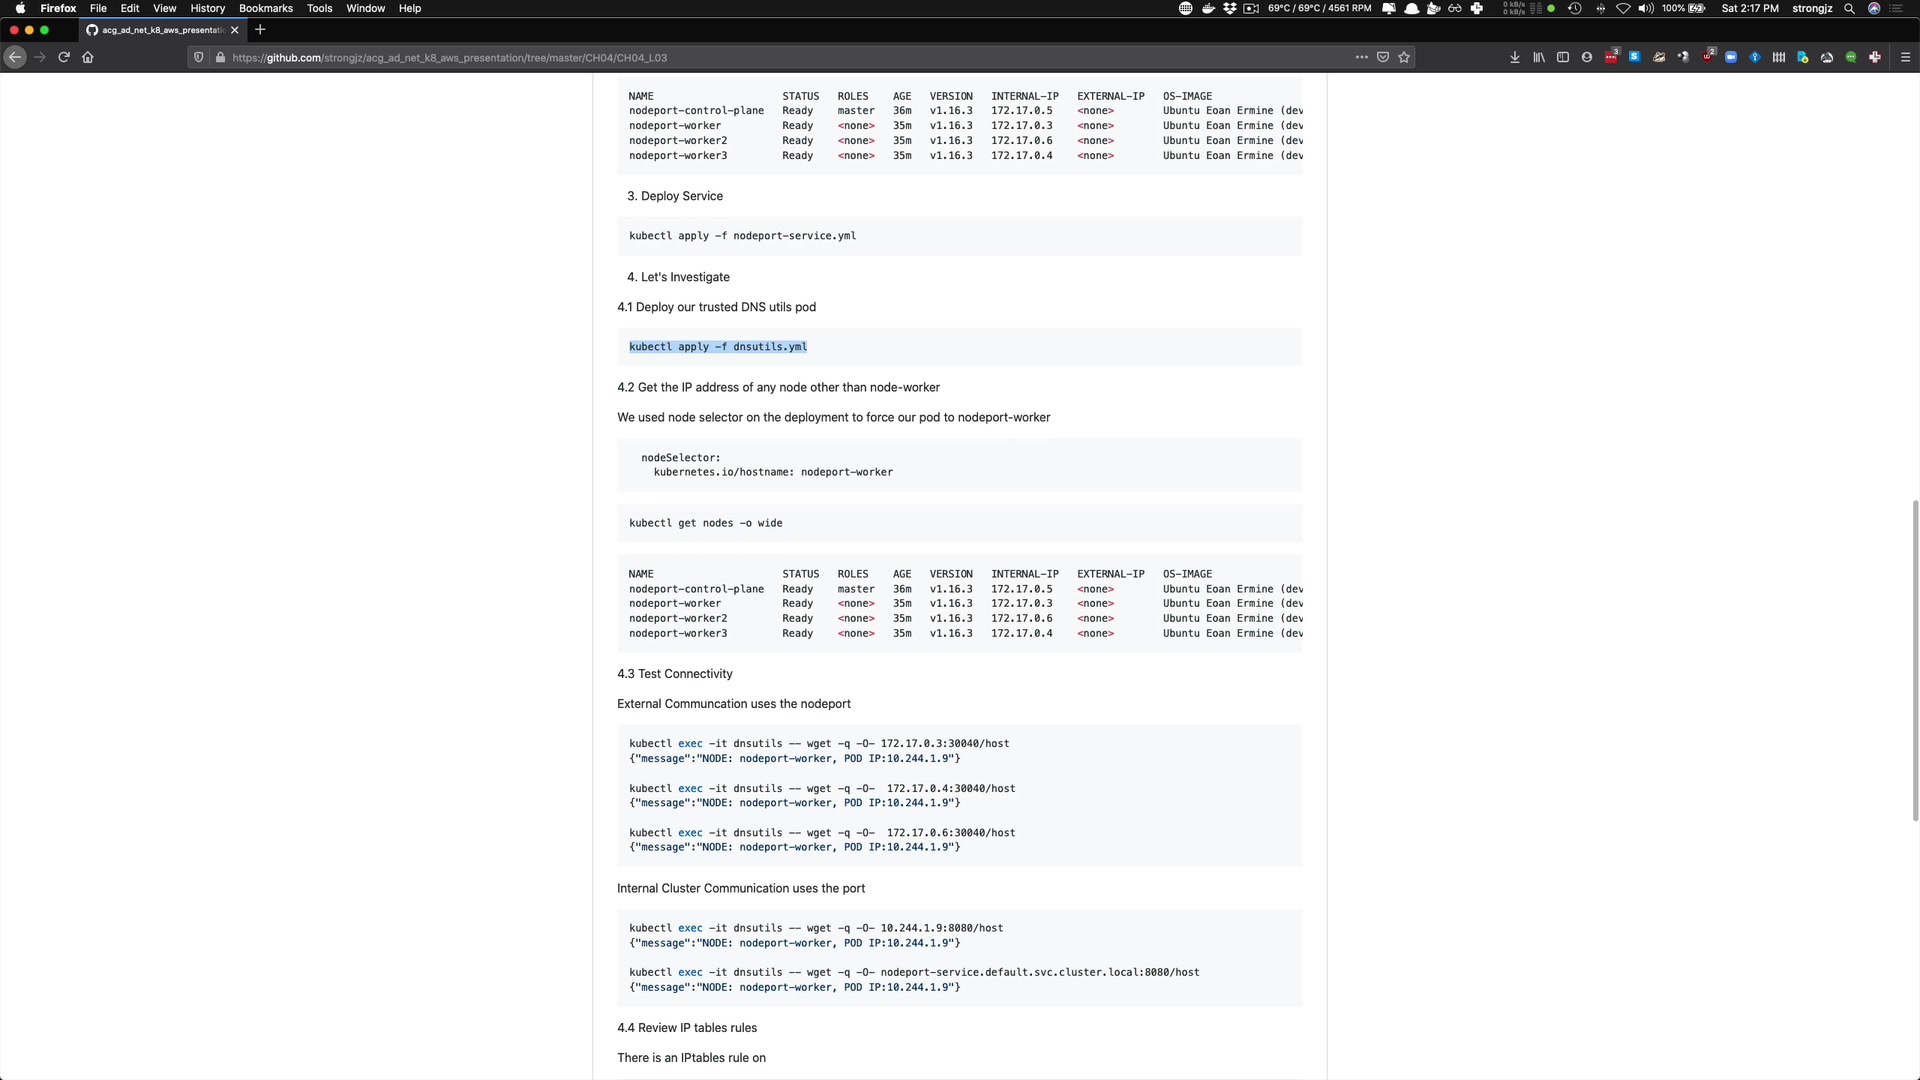 Firefox File Edit View History Bookmarks Tools Window Help 69°C / 69°C / 4561 RPM 0 kB/s 0 kB/s 100% Sat 2:17 PM strongjz
acg_ad_net_k8_aws_presentatio
https://github.com/strongjz/acg_ad_net_k8_aws_presentation/tree/master/CH04/CH04_L03 3 2
NAME STATUS ROLES AGE VERSION INTERNAL-IP EXTERNAL-IP OS-IMAGE
nodeport-control-plane Ready master 36m v1.16.3 172.17.0.5 <none> Ubuntu Eoan Ermine (dev
nodeport-worker Ready <none> 35m v1.16.3 172.17.0.3 <none> Ubuntu Eoan Ermine (dev
nodeport-worker2 Ready <none> 35m v1.16.3 172.17.0.6 <none> Ubuntu Eoan Ermine (dev
nodeport-worker3 Ready <none> 35m v1.16.3 172.17.0.4 <none> Ubuntu Eoan Ermine (dev
3. Deploy Service
kubectl apply -f nodeport-service.yml
4. Let's Investigate
4.1 Deploy our trusted DNS utils pod
kubectl apply -f dnsutils.yml
4.2 Get the IP address of any node other than node-worker
We used node selector on the deployment to force our pod to nodeport-worker
nodeSelector:
kubernetes.io/hostname: nodeport-worker
kubectl get nodes -o wide
NAME STATUS ROLES AGE VERSION INTERNAL-IP EXTERNAL-IP OS-IMAGE
nodeport-control-plane Ready master 36m v1.16.3 172.17.0.5 <none> Ubuntu Eoan Ermine (dev
nodeport-worker Ready <none> 35m v1.16.3 172.17.0.3 <none> Ubuntu Eoan Ermine (dev
nodeport-worker2 Ready <none> 35m v1.16.3 172.17.0.6 <none> Ubuntu Eoan Ermine (dev
nodeport-worker3 Ready <none> 35m v1.16.3 172.17.0.4 <none> Ubuntu Eoan Ermine (dev
4.3 Test Connectivity
External Communcation uses the nodeport
kubectl exec -it dnsutils -- wget -q -O- 172.17.0.3:30040/host
{"message":"NODE: nodeport-worker, POD IP:10.244.1.9"}
kubectl exec -it dnsutils -- wget -q -O- 172.17.0.4:30040/host
{"message":"NODE: nodeport-worker, POD IP:10.244.1.9"}
kubectl exec -it dnsutils -- wget -q -O- 172.17.0.6:30040/host
{"message":"NODE: nodeport-worker, POD IP:10.244.1.9"}
Internal Cluster Communication uses the port
kubectl exec -it dnsutils -- wget -q -O- 10.244.1.9:8080/host
{"message":"NODE: nodeport-worker, POD IP:10.244.1.9"}
kubectl exec -it dnsutils -- wget -q -O- nodeport-service.default.svc.cluster.local:8080/host
{"message":"NODE: nodeport-worker, POD IP:10.244.1.9"}
4.4 Review IP tables rules
There is an IPtables rule on